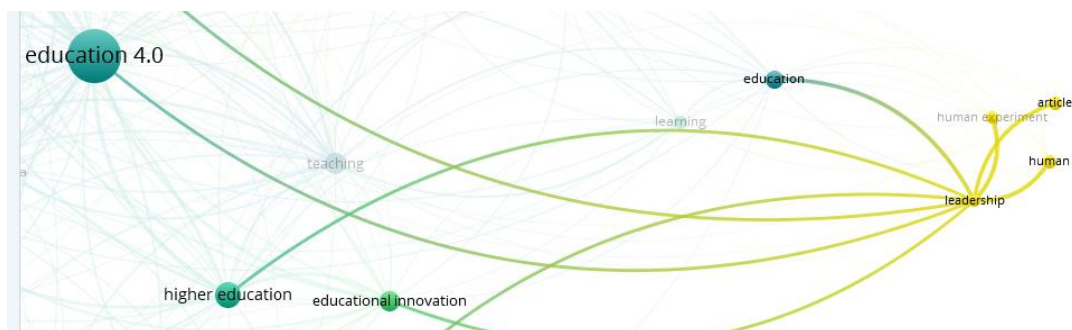 education 4.0
education
article
human experiment
learning
human
teaching
a
leadership
higher education
educational innovation